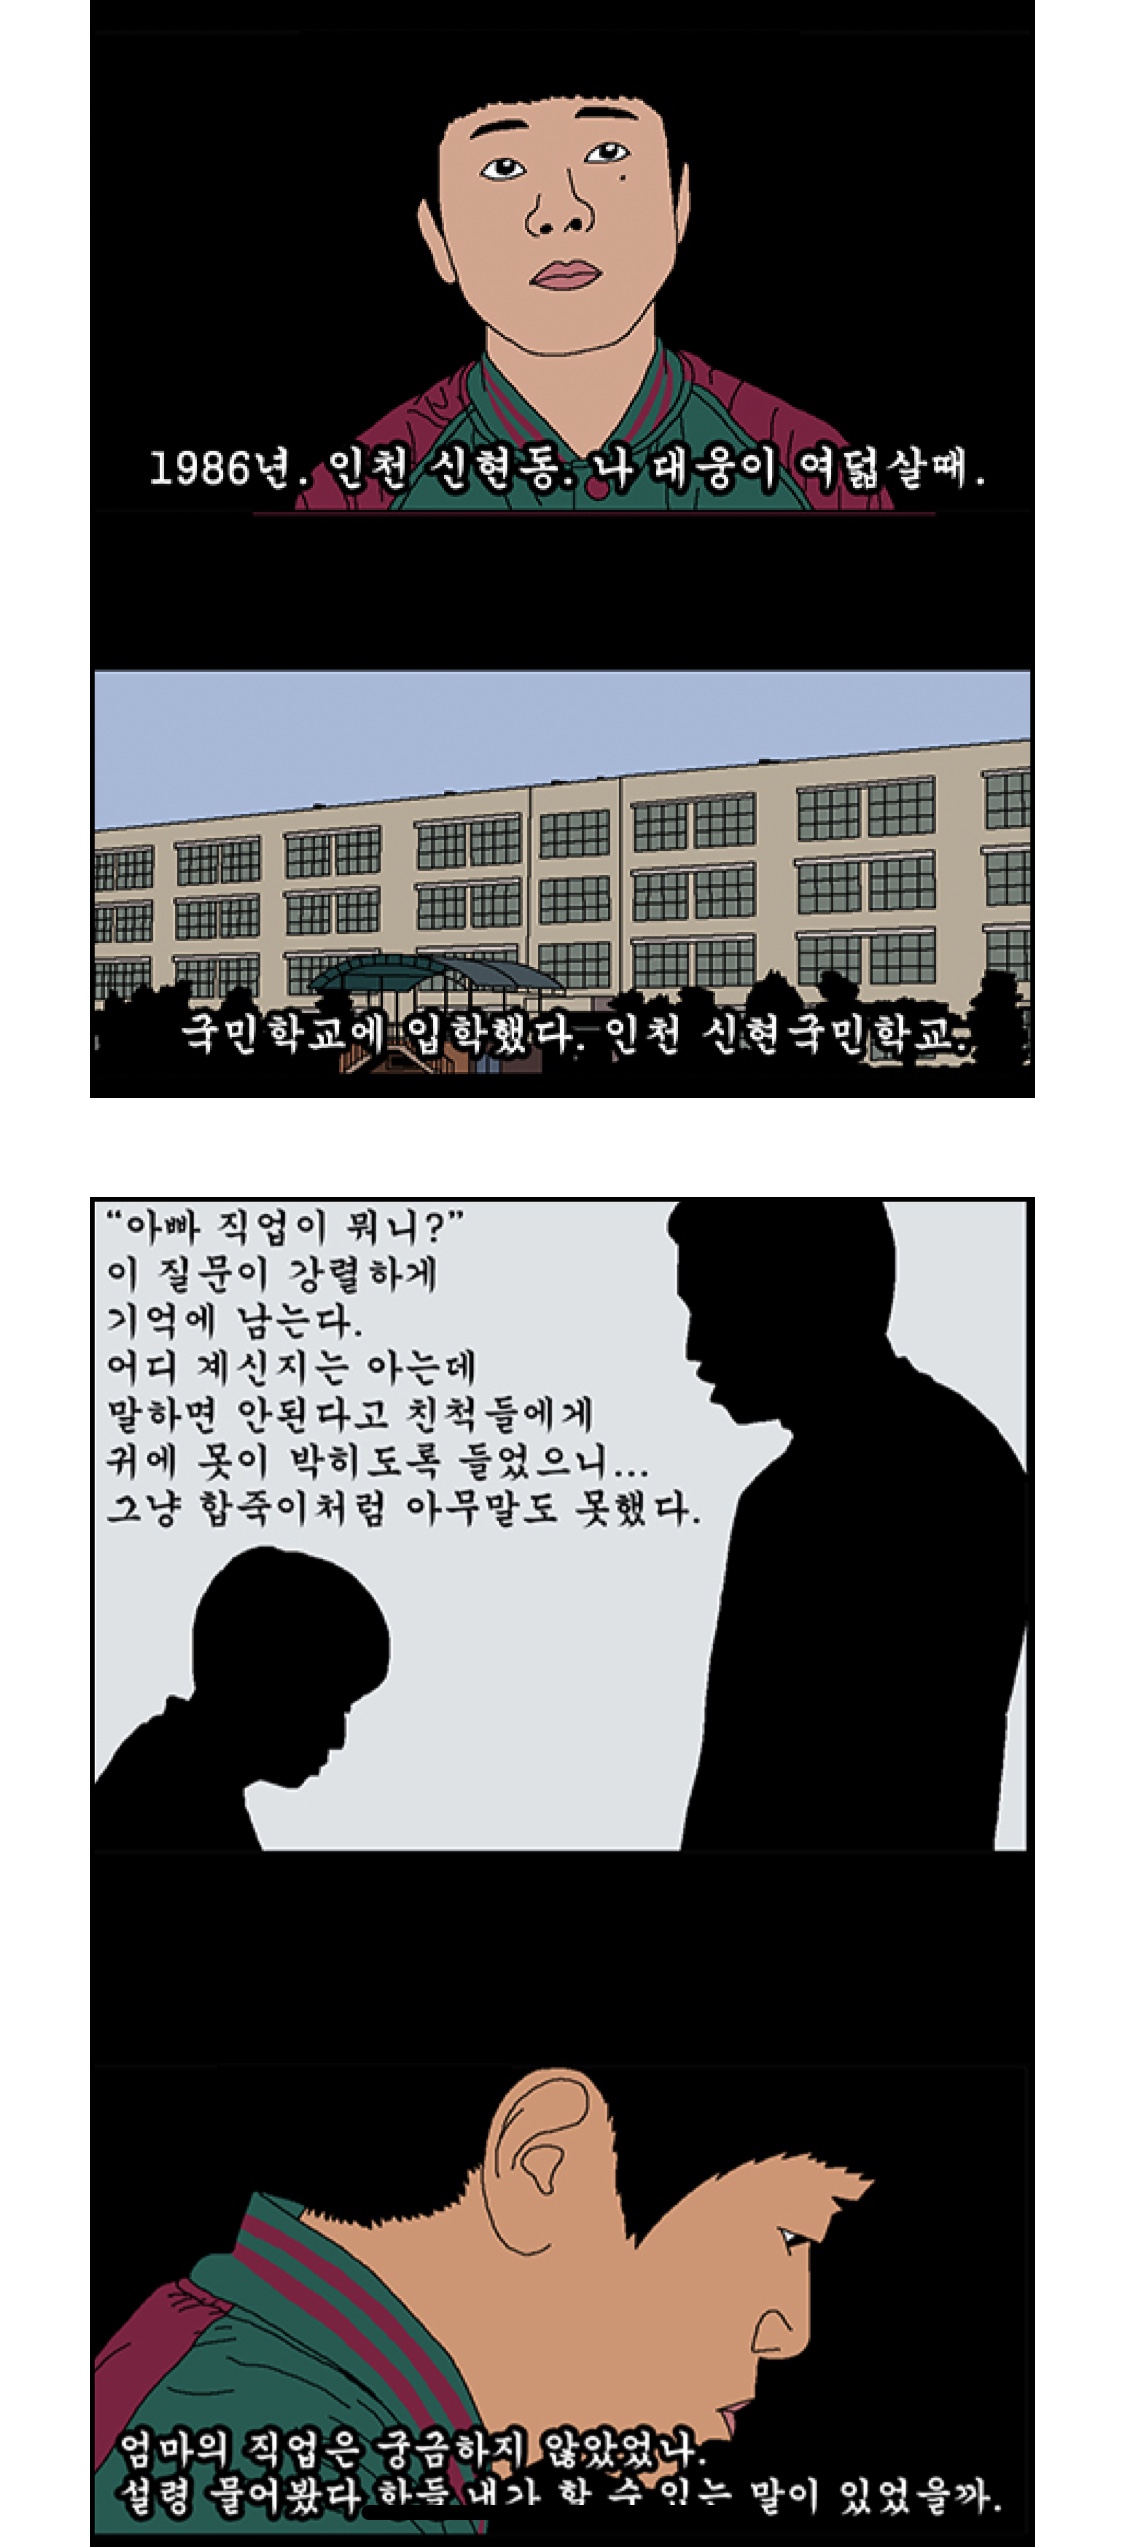 1986년. 인천 신현동. 나 대웅이 여덟살때.
국민학교에 입학했다. 인천 신현국민학교.
“아빠 직업이 뭐니?”
이 질문이 강렬하게
기억에 남는다.
어디 계신지는 아는데
말하면 안된다고 친척들에게
귀에 못이 박히도록 들었으니...
그냥 합죽이처럼 아무말도 못했다.
엄마의 직업은 궁금하지 않았었나.
설령 물어봤다 한들 내가 할 수 있는 말이 있었을까.